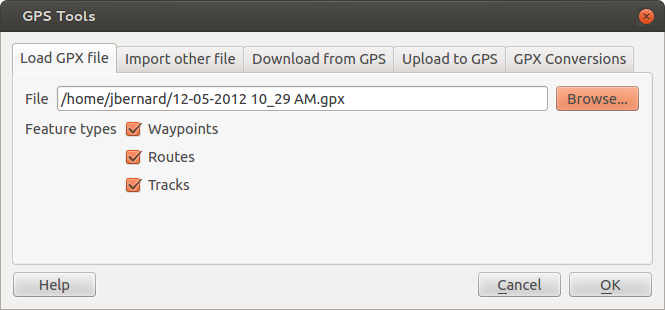 GPS Tools
Load GPX file Import other file Download from GPS Upload to GPS GPX Conversions
File /home/jbernard/12-05-2012 10_29 AM.gpx Browse...
Feature types Waypoints
Routes
Tracks
Help Cancel OK